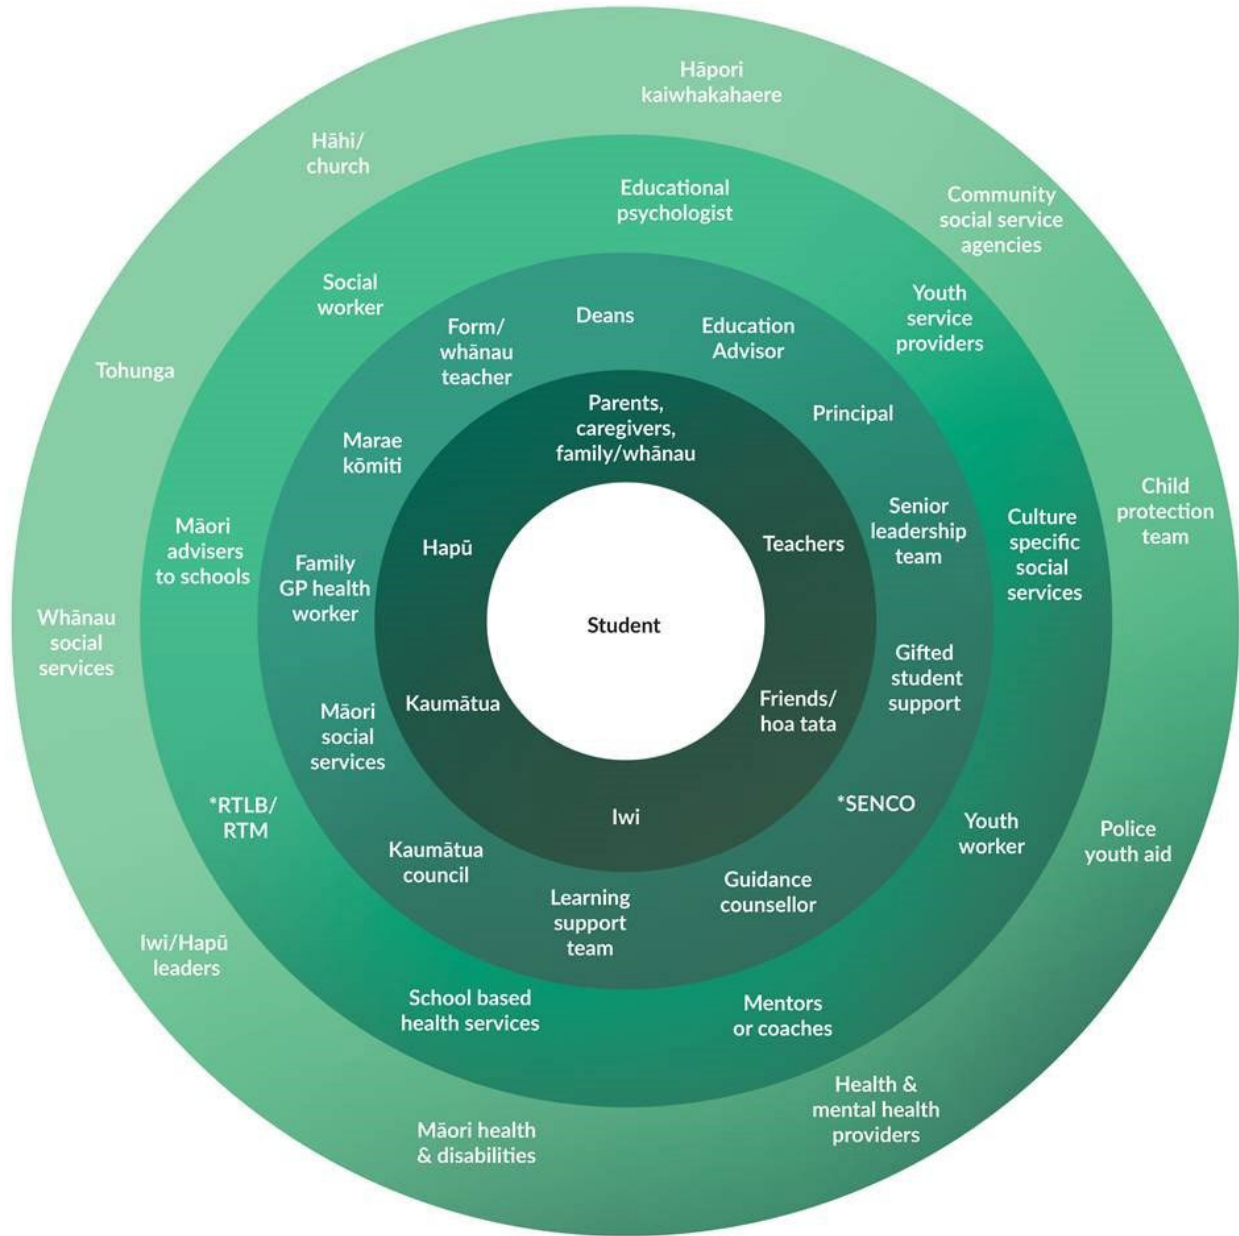 Hāpori
kaiwhakahaere
Hāhi/
church
Community
social service
agencies
Tohunga
Child
protection
team
Whānau
social
services
Police
youth aid
Iwi/Hapū
leaders
Health &
mental health
providers
Māori health
& disabilities
Educational
psychologist
Social
worker
Youth
service
providers
Māori
advisers
to schools
Culture
specific
social
services
*RTLB/
RTM
Youth
worker
School based
health services
Mentors
or coaches
Deans
Form/
whānau
teacher
Education
Advisor
Principal
Marae
kōmiti
Senior
leadership
team
Family
GP health
worker
Gifted
student
support
Māori
social
services
*SENCO
Kaumātua
council
Guidance
counsellor
Learning
support
team
Parents,
caregivers,
family/whānau
Hapū
Teachers
Kaumātua
Friends/
hoa tata
Iwi
Student